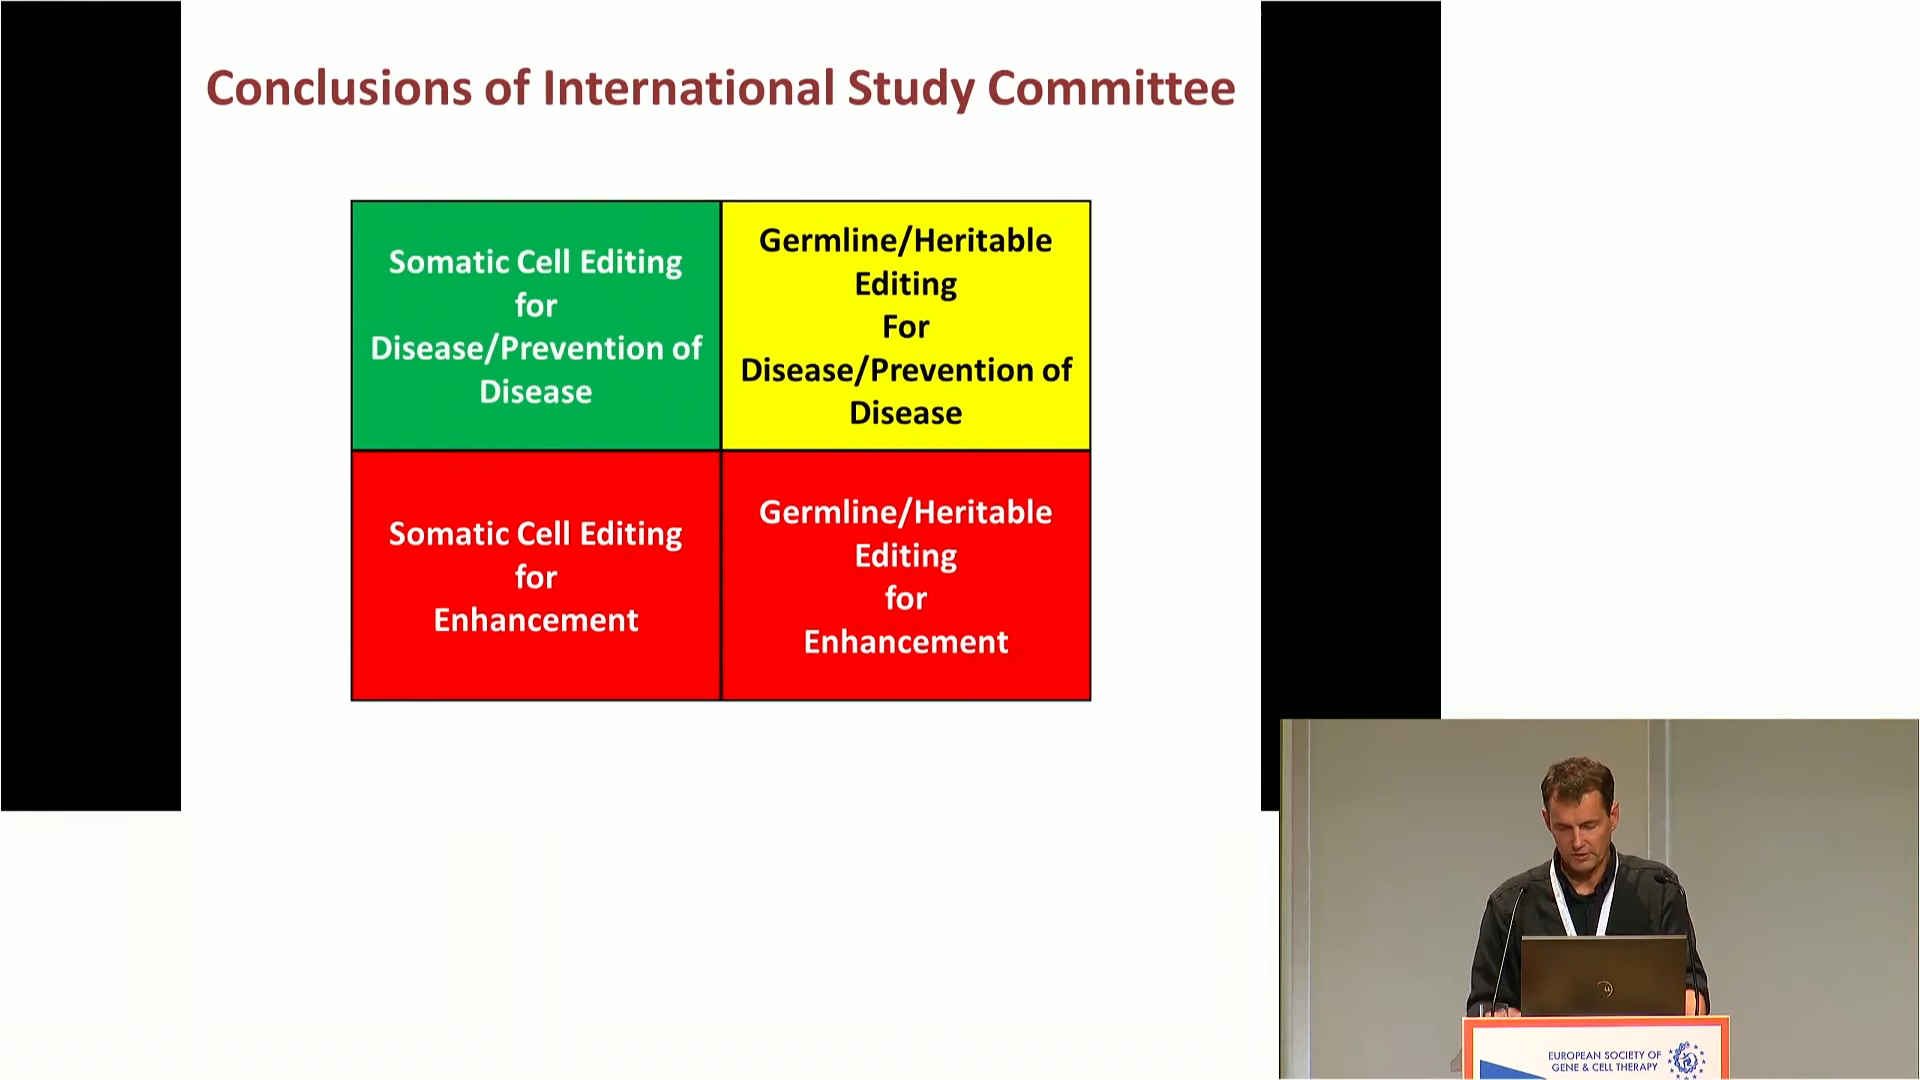 Conclusions of International Study Committee
Somatic Cell Editing
for
Disease/Prevention of
Disease
Germline/Heritable
Editing
For
Disease/Prevention of
Disease
Somatic Cell Editing
for
Enhancement
Germline/Heritable
Editing
for
Enhancement
EUROPEAN SOCIETY OF
GENE & CELL THERAPY